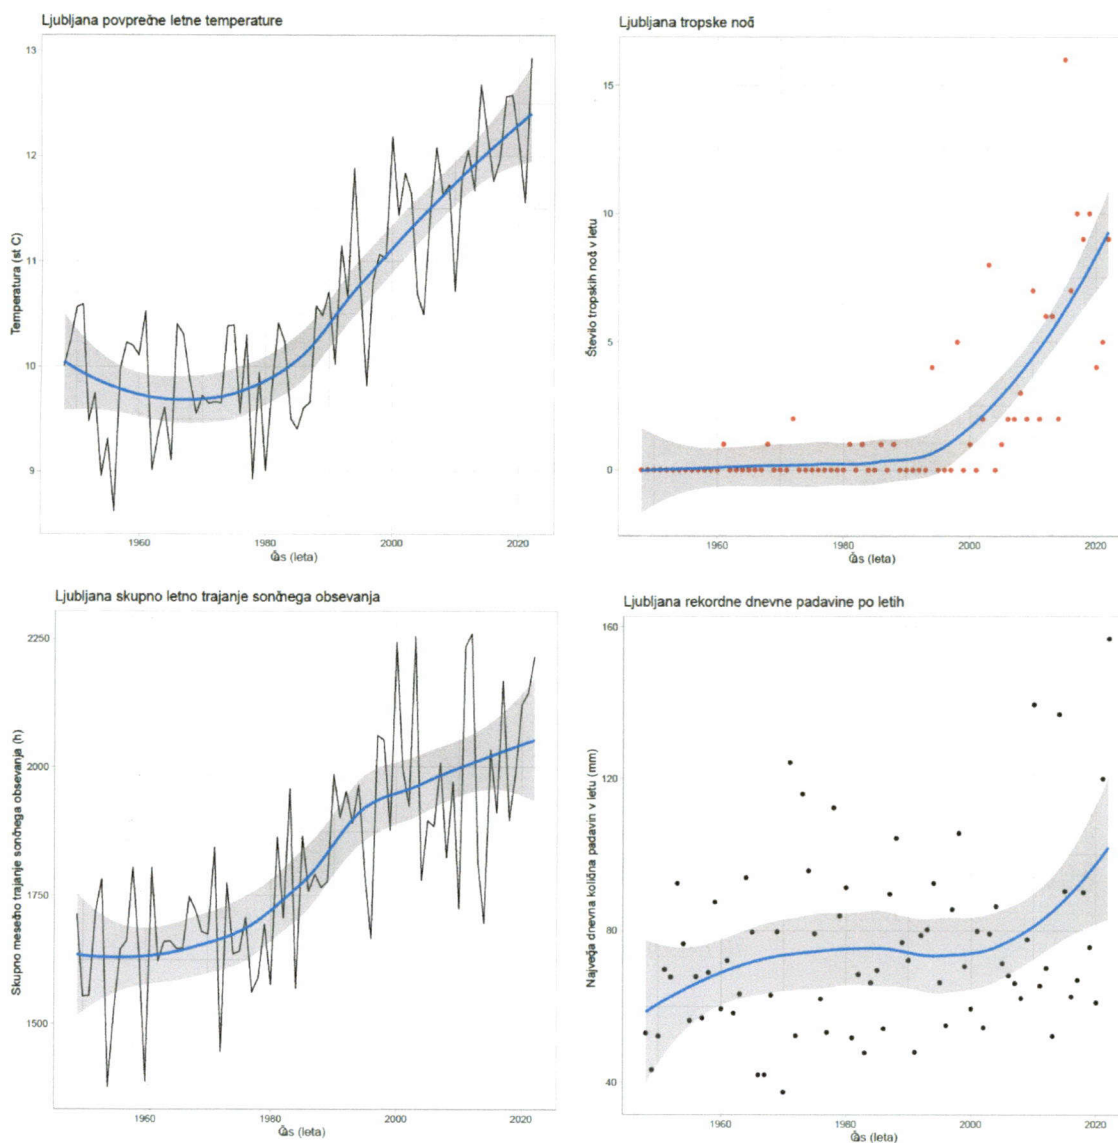 Ljubljana povprečne letne temperature
Temperatura (st C)
13
12
11
10
9
1960
1980
2000
2020
Čas (leta)
Ljubljana tropske noči
Število tropskih noči v letu
15
10
5
0
1960
1980
2000
2020
Čas (leta)
Ljubljana skupno letno trajanje sončnega obsevanja
Skupno mesečno trajanje sončnega obsevanja (h)
2250
2000
1750
1500
1960
1980
2000
2020
Čas (leta)
Ljubljana rekordne dnevne padavine po letih
Največja dnevna količina padavin v letu (mm)
160
120
80
40
1960
1980
2000
2020
Čas (leta)